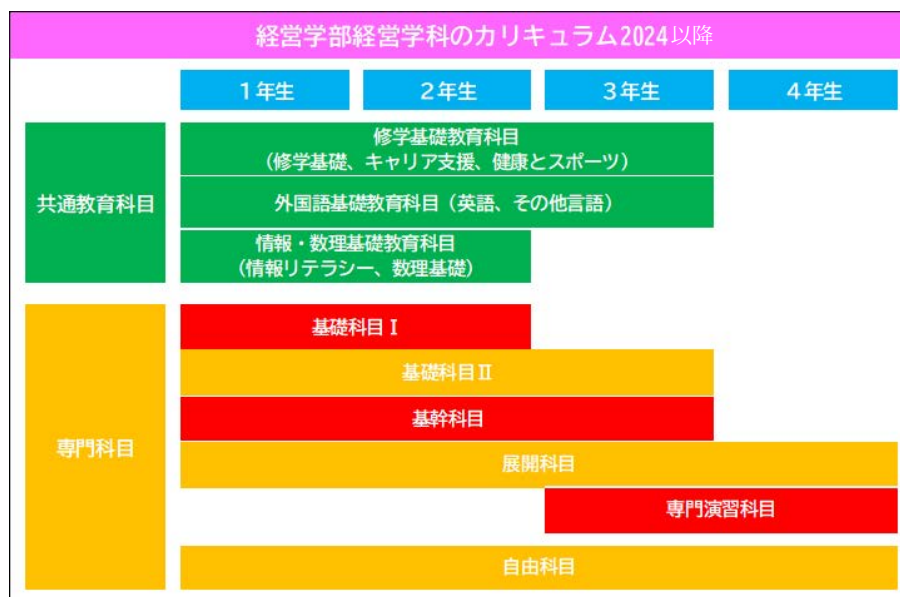 経営学部経営学科のカリキュラム2024以降
１年生
２年生
３年生
４年生
共通教育科目
修学基礎教育科目
（修学基礎、キャリア支援、健康とスポーツ）
外国語基礎教育科目（英語、その他言語）
情報・数理基礎教育科目
（情報リテラシー、数理基礎）
専門科目
基礎科目Ⅰ
基礎科目Ⅱ
基幹科目
展開科目
専門演習科目
自由科目